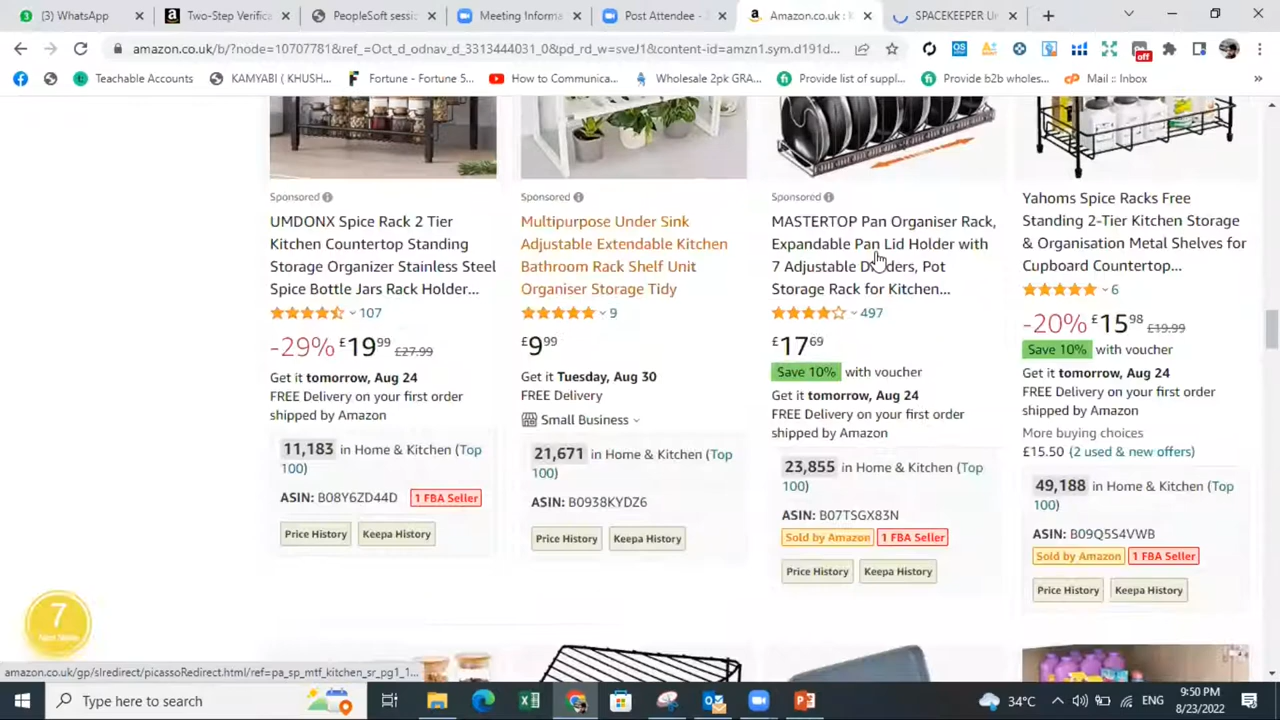 (3) WhatsApp
Two-Step Verifica
PeopleSoft sessi
Meeting Informa
Post Attendee -
Amazon.co.uk :
SPACEKEEPER Un
amazon.co.uk/b/?node=10707781&ref_=Oct_d_odnav_d_3313444031_0&pd_rd_w=sveJ1&content-id=amzn1.sym.d191d...
OS
off
Teachable Accounts
KAMYABI ( KHUSH...
Fortune - Fortune 5...
How to Communica...
Wholesale 2pk GRA...
Provide list of suppl...
Provide b2b wholes...
Mail :: Inbox
»
Sponsored
UMDONX Spice Rack 2 Tier
Kitchen Countertop Standing
Storage Organizer Stainless Steel
Spice Bottle Jars Rack Holder...
107
-29% £19⁹⁹ £27.99
Get it tomorrow, Aug 24
FREE Delivery on your first order
shipped by Amazon
11,183 in Home & Kitchen (Top
100)
ASIN: B08Y6ZD44D 1 FBA Seller
Price History Keepa History
Sponsored
Multipurpose Under Sink
Adjustable Extendable Kitchen
Bathroom Rack Shelf Unit
Organiser Storage Tidy
9
£9⁹⁹
Get it Tuesday, Aug 30
FREE Delivery
Small Business
21,671 in Home & Kitchen (Top
100)
ASIN: B0938KYDZ6
Price History Keepa History
Sponsored
MASTERTOP Pan Organiser Rack,
Expandable Pan Lid Holder with
7 Adjustable Dividers, Pot
Storage Rack for Kitchen...
497
£17⁶⁹
Save 10% with voucher
Get it tomorrow, Aug 24
FREE Delivery on your first order
shipped by Amazon
23,855 in Home & Kitchen (Top
100)
ASIN: B07TSGX83N
Sold by Amazon 1 FBA Seller
Price History Keepa History
Yahoms Spice Racks Free
Standing 2-Tier Kitchen Storage
& Organisation Metal Shelves for
Cupboard Countertop...
6
-20% £15⁹⁸ £19.99
Save 10% with voucher
Get it tomorrow, Aug 24
FREE Delivery on your first order
shipped by Amazon
More buying choices
£15.50 (2 used & new offers)
49,188 in Home & Kitchen (Top
100)
ASIN: B09Q5S4VWB
Sold by Amazon 1 FBA Seller
Price History Keepa History
7
amazon.co.uk/gp/slredirect/picassoRedirect.html/ref=pa_sp_mtf_kitchen_sr_pg1_1...
Type here to search
34°C
ENG
9:50 PM
8/23/2022